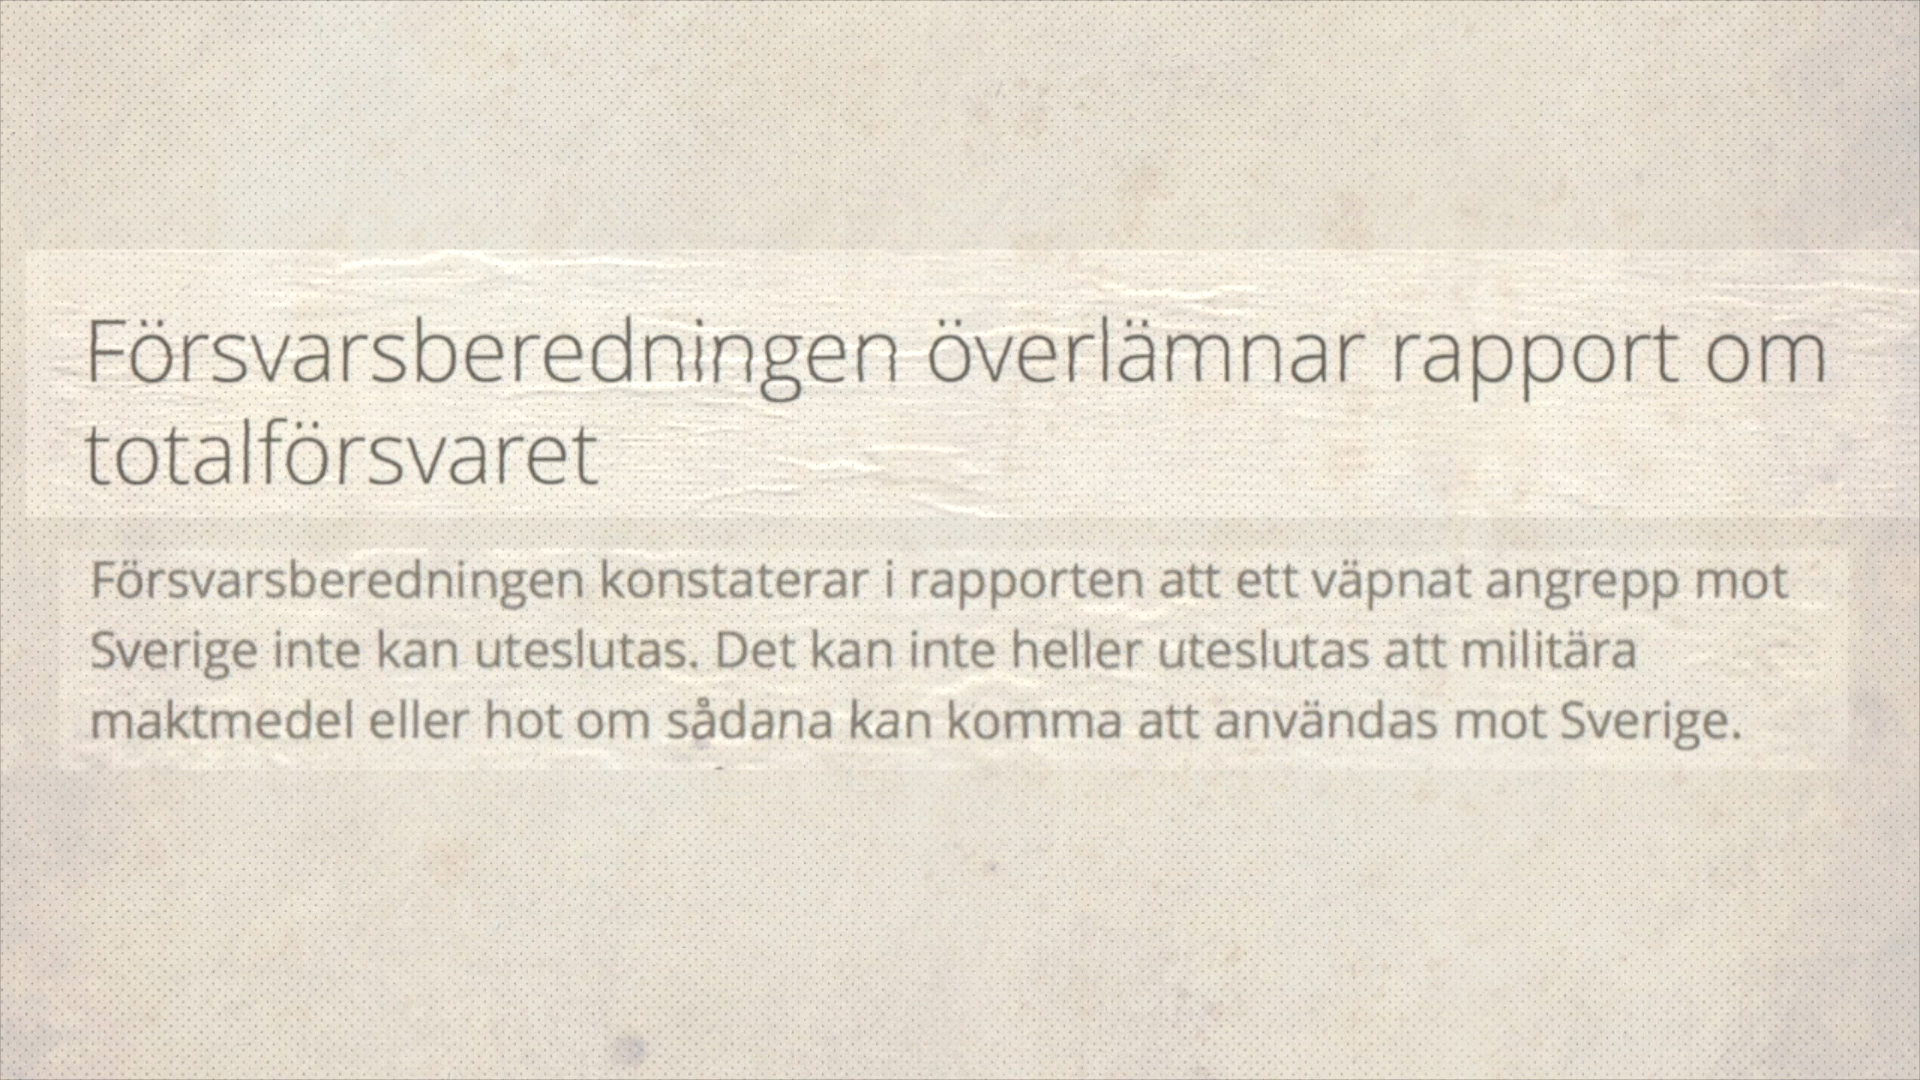 Försvarsberedningen överlämnar rapport om
totalförsvaret
Försvarsberedningen konstaterar i rapporten att ett väpnat angrepp mot
Sverige inte kan uteslutas. Det kan inte heller uteslutas att militära
maktmedel eller hot om sådana kan komma att användas mot Sverige.